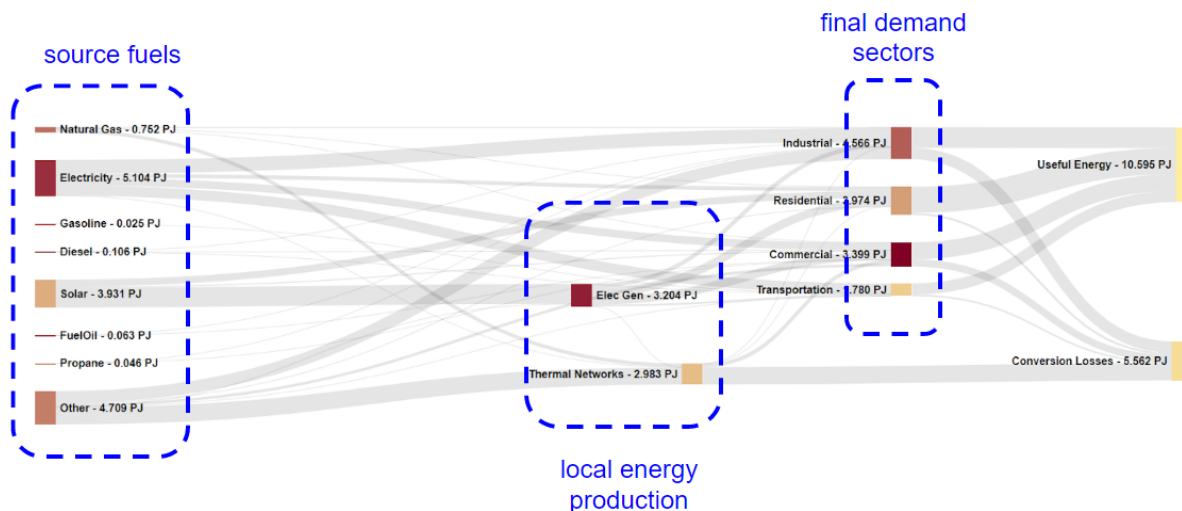 source fuels
final demand
sectors
Natural Gas - 0.752 PJ
Electricity - 5.104 PJ
Gasoline - 0.025 PJ
Diesel - 0.106 PJ
Solar - 3.931 PJ
FuelOil - 0.063 PJ
Propane - 0.046 PJ
Other - 4.709 PJ
Elec Gen - 3.204 PJ
Thermal Networks - 2.983 PJ
local energy
production
Industrial - 4.566 PJ
Residential - 2.974 PJ
Commercial - 3.399 PJ
Transportation - .780 PJ
Useful Energy - 10.595 PJ
Conversion Losses - 5.562 PJ